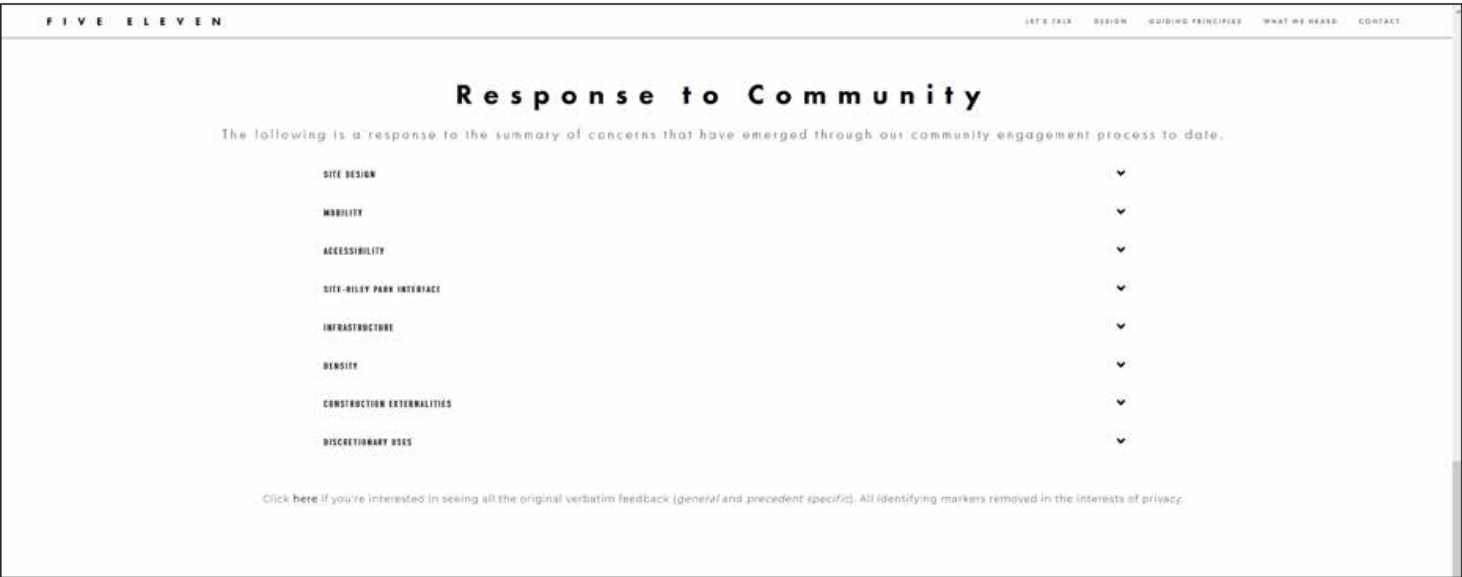 FIVE ELEVEN
LET'S TALK DESIGN GUIDING PRINCIPLES WHAT WE HEARD CONTACT
Response to Community
The following is a response to the summary of concerns that have emerged through our community engagement process to date.
SITE DESIGN
MOBILITY
ACCESSIBILITY
SITE-RILEY PARK INTERFACE
INFRASTRUCTURE
DENSITY
CONSTRUCTION EXTERNALITIES
DISCRETIONARY USES
Click here if you're interested in seeing all the original verbatim feedback (general and precedent specific). All identifying markers removed in the interests of privacy.